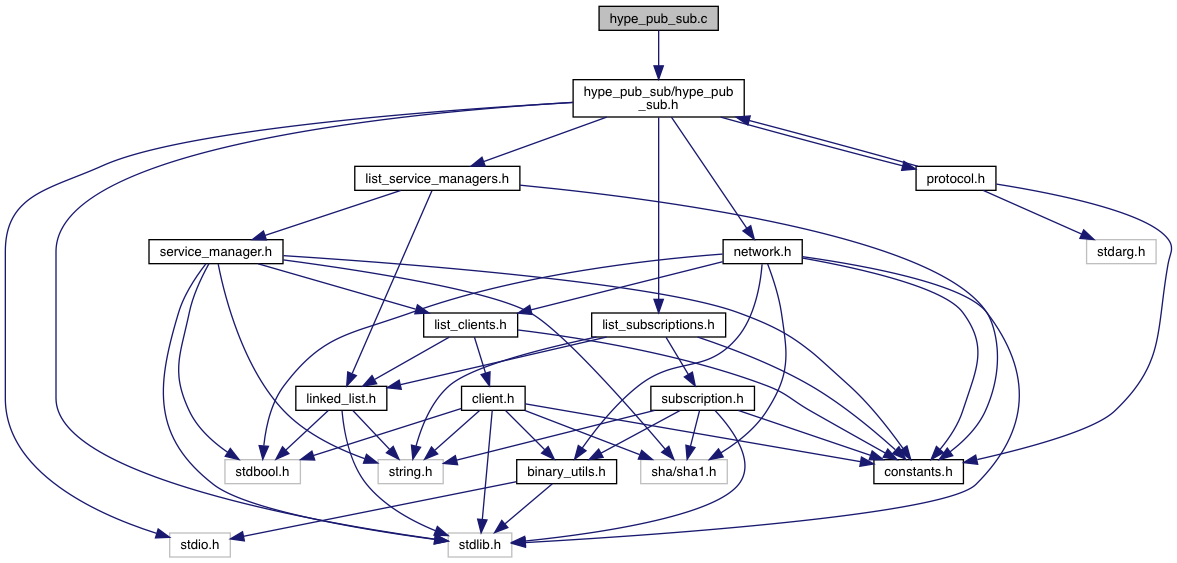 hype_pub_sub.c
hype_pub_sub/hype_pub
_sub.h
list_service_managers.h
protocol.h
service_manager.h
network.h
stdarg.h
list_clients.h
list_subscriptions.h
linked_list.h
client.h
subscription.h
stdbool.h
string.h
binary_utils.h
sha/sha1.h
constants.h
stdio.h
stdlib.h